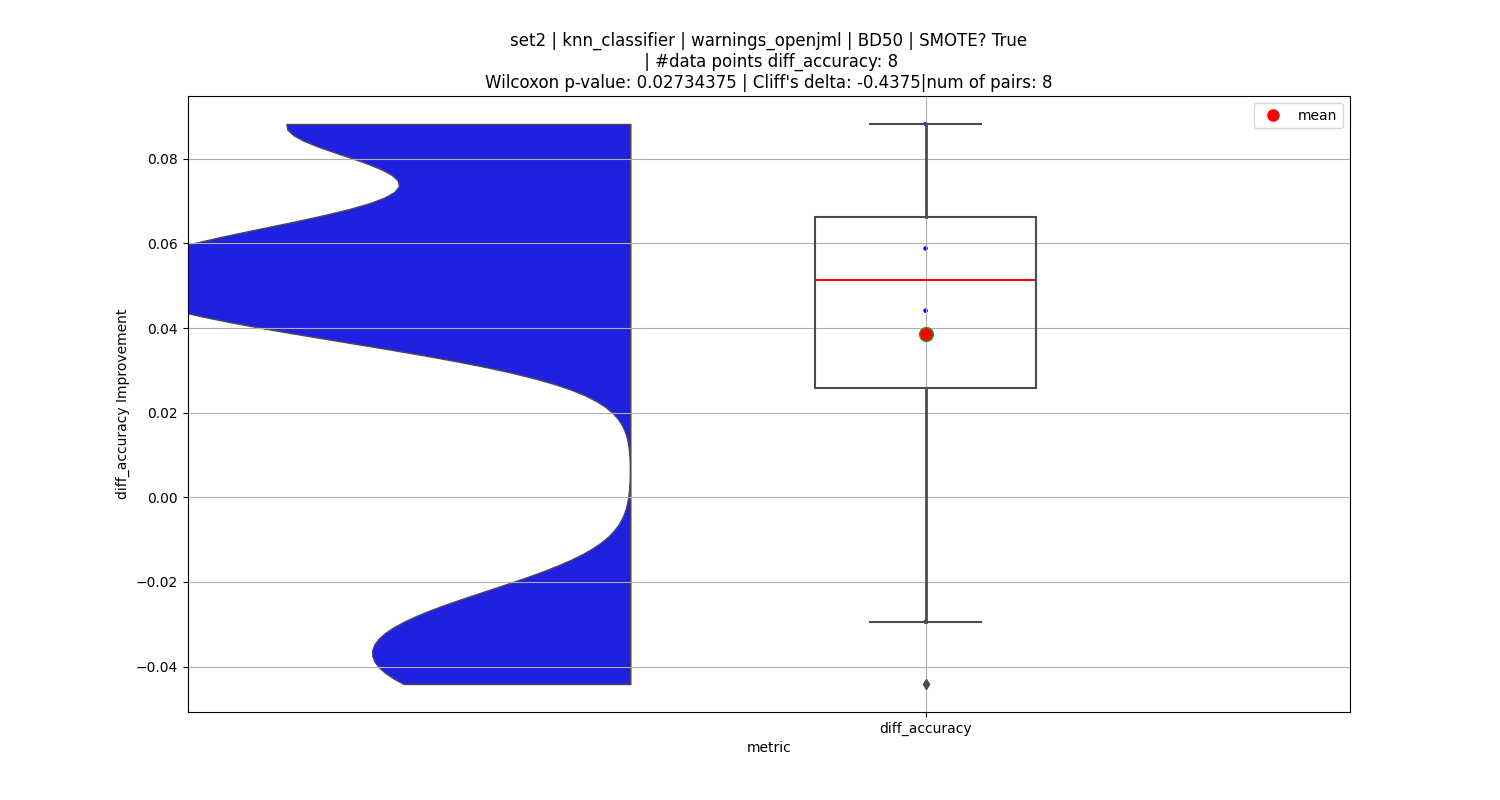 set2 | knn_classifier | warnings_openjml | BD50 | SMOTE? True
| #data points diff_accuracy: 8
Wilcoxon p-value: 0.02734375 | Cliff's delta: -0.4375|num of pairs: 8
mean
0.08
0.06
0.04
0.02
0.00
−0.02
−0.04
diff_accuracy Improvement
diff_accuracy
metric